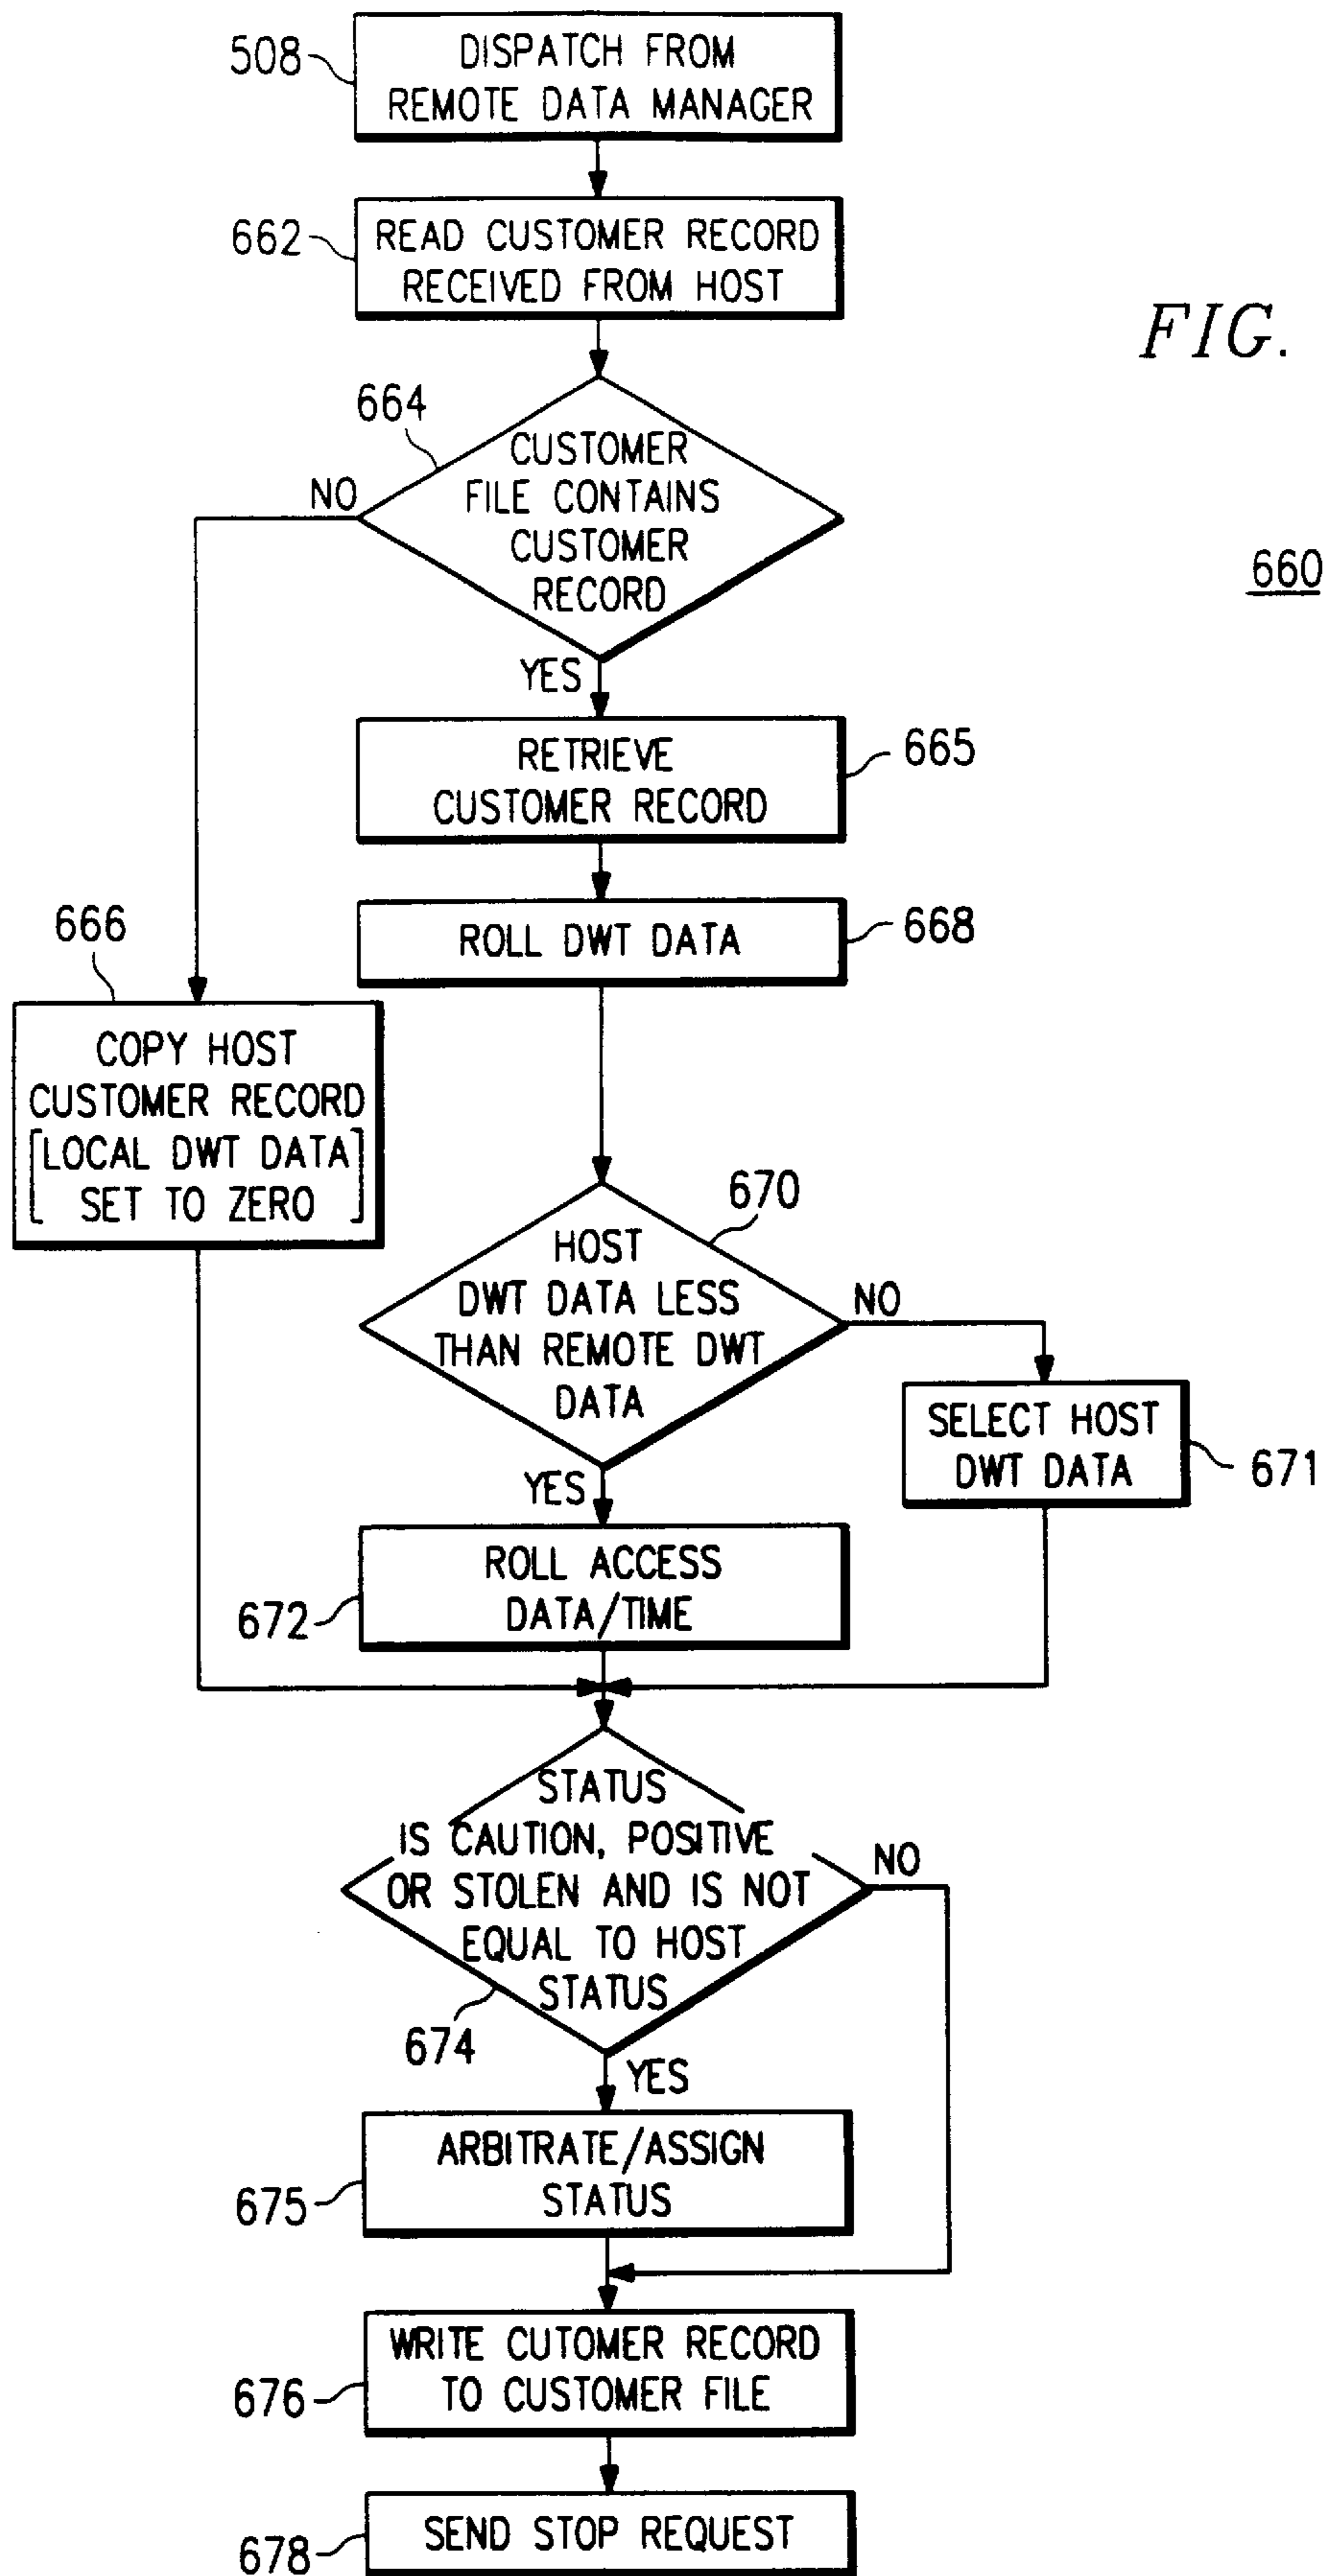 508
DISPATCH FROM
REMOTE DATA MANAGER
662
READ CUSTOMER RECORD
RECEIVED FROM HOST
FIG.
664
CUSTOMER
FILE CONTAINS
CUSTOMER
RECORD
NO
660
YES
RETRIEVE
CUSTOMER RECORD
665
ROLL DWT DATA
668
666
COPY HOST
CUSTOMER RECORD
[LOCAL DWT DATA
SET TO ZERO]
670
HOST
DWT DATA LESS
THAN REMOTE DWT
DATA
NO
SELECT HOST
DWT DATA
671
YES
ROLL ACCESS
DATA/TIME
672
STATUS
IS CAUTION, POSITIVE
OR STOLEN AND IS NOT
EQUAL TO HOST
STATUS
NO
674
YES
ARBITRATE/ASSIGN
STATUS
675
WRITE CUTOMER RECORD
TO CUSTOMER FILE
676
SEND STOP REQUEST
678